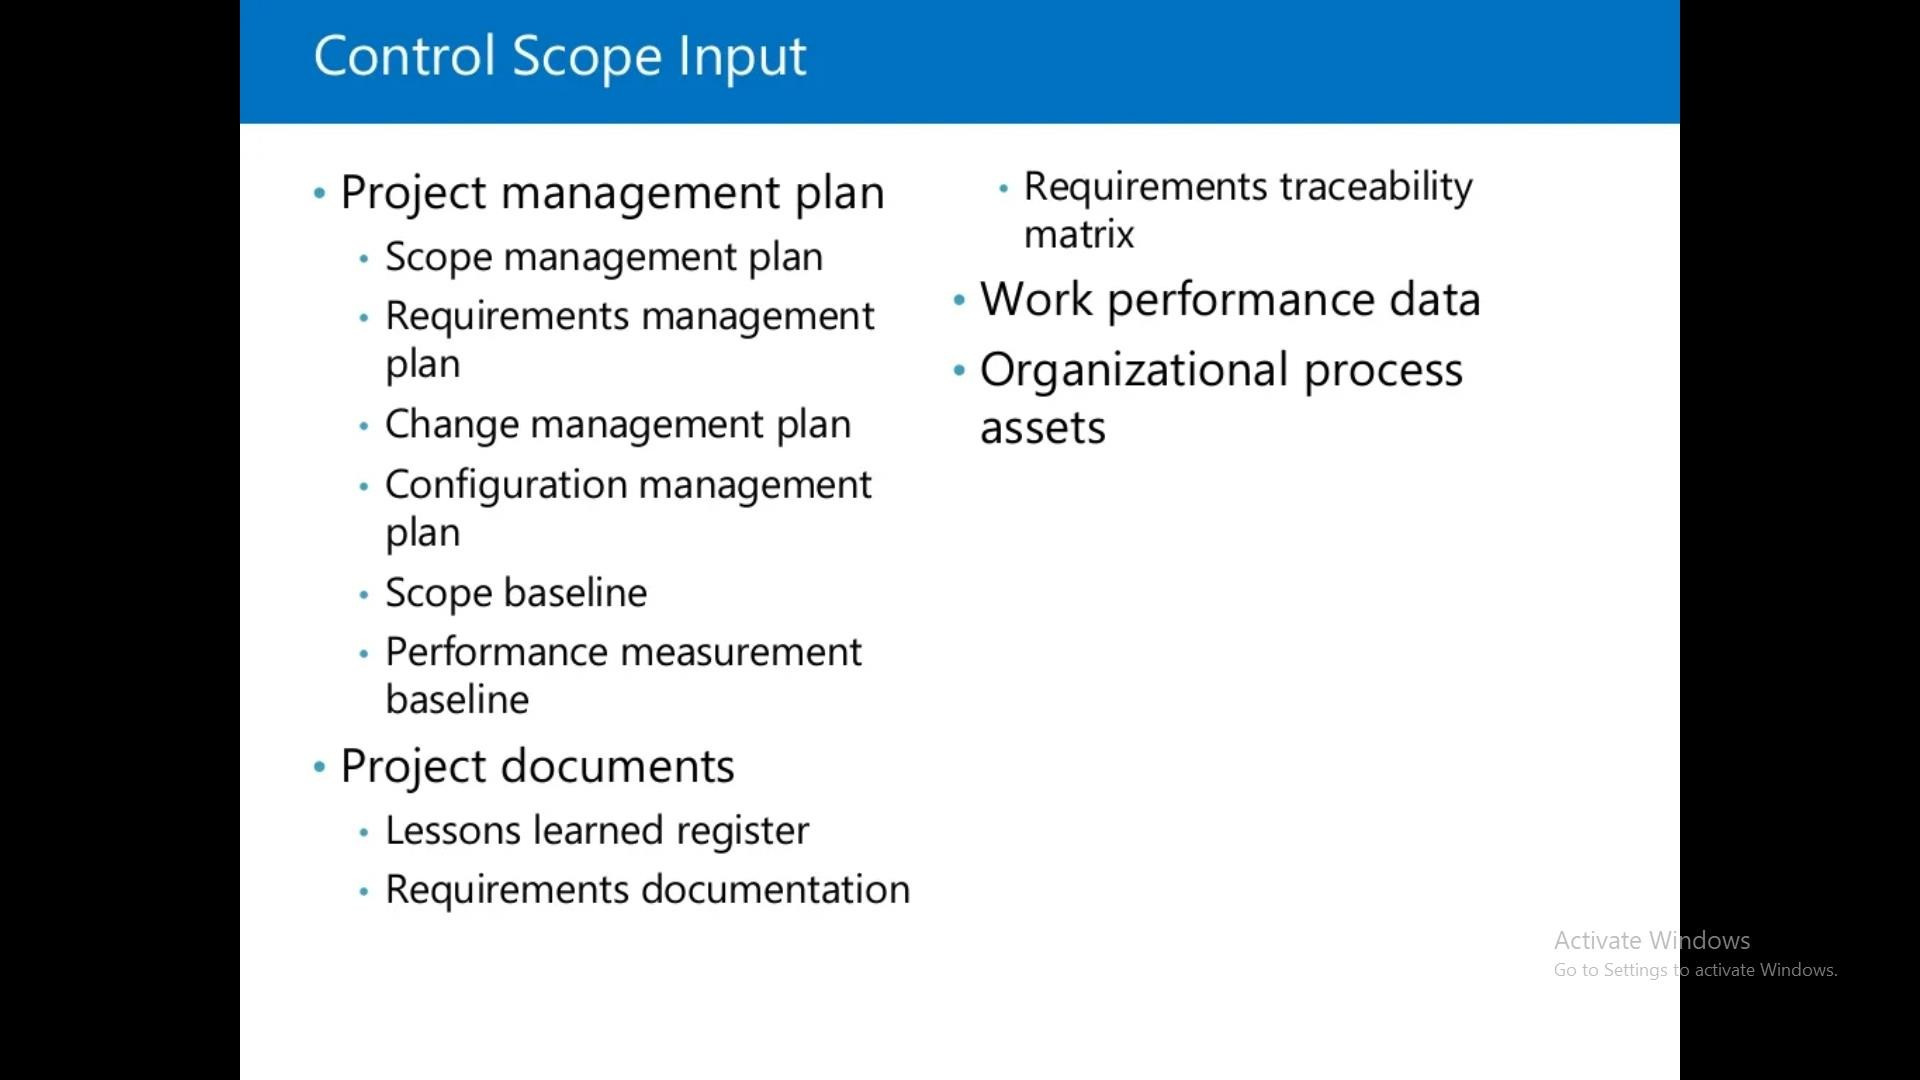 Control Scope Input
• Project management plan
• Scope management plan
• Requirements management
plan
• Change management plan
• Configuration management
plan
• Scope baseline
• Performance measurement
baseline
• Project documents
• Lessons learned register
• Requirements documentation
• Requirements traceability
matrix
• Work performance data
• Organizational process
assets
Activate Windows
Go to Settings to activate Windows.